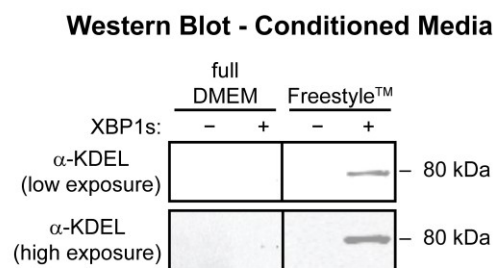 Western Blot - Conditioned Media
full
DMEM Freestyle™
XBP1s: – + – +
α-KDEL
(low exposure)
– 80 kDa
α-KDEL
(high exposure)
– 80 kDa